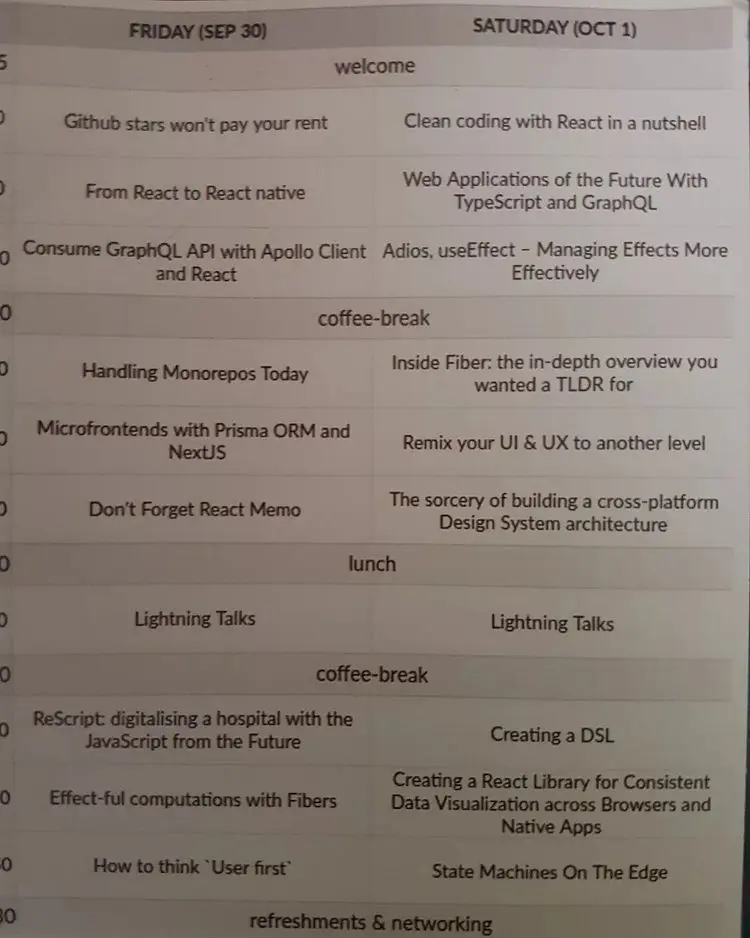 FRIDAY (SEP 30) SATURDAY (OCT 1)
5 welcome
0 Github stars won't pay your rent Clean coding with React in a nutshell
0 From React to React native Web Applications of the Future With
TypeScript and GraphQL
0 Consume GraphQL API with Apollo Client Adios, useEffect – Managing Effects More
and React Effectively
0 coffee-break
0 Handling Monorepos Today Inside Fiber: the in-depth overview you
wanted a TLDR for
0 Microfrontends with Prisma ORM and Remix your UI & UX to another level
NextJS
0 Don't Forget React Memo The sorcery of building a cross-platform
Design System architecture
0 lunch
0 Lightning Talks Lightning Talks
0 coffee-break
0 ReScript: digitalising a hospital with the Creating a DSL
JavaScript from the Future
0 Effect-ful computations with Fibers Creating a React Library for Consistent
Data Visualization across Browsers and
Native Apps
0 How to think `User first` State Machines On The Edge
30 refreshments & networking